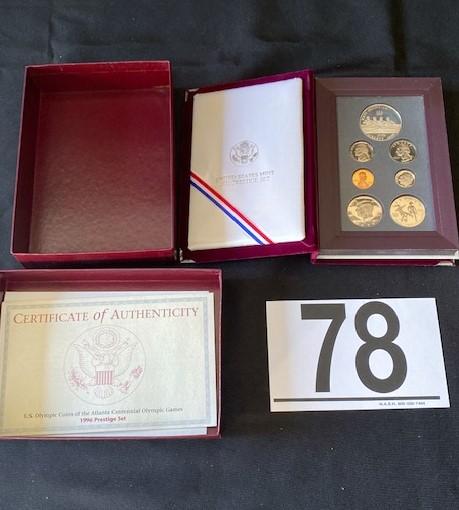 UNITED STATES MINT
PRESTIGE SET
CERTIFICATE of AUTHENTICITY
U.S. Olympic Coins of the Atlanta Centennial Olympic Games
1996 Prestige Set
78